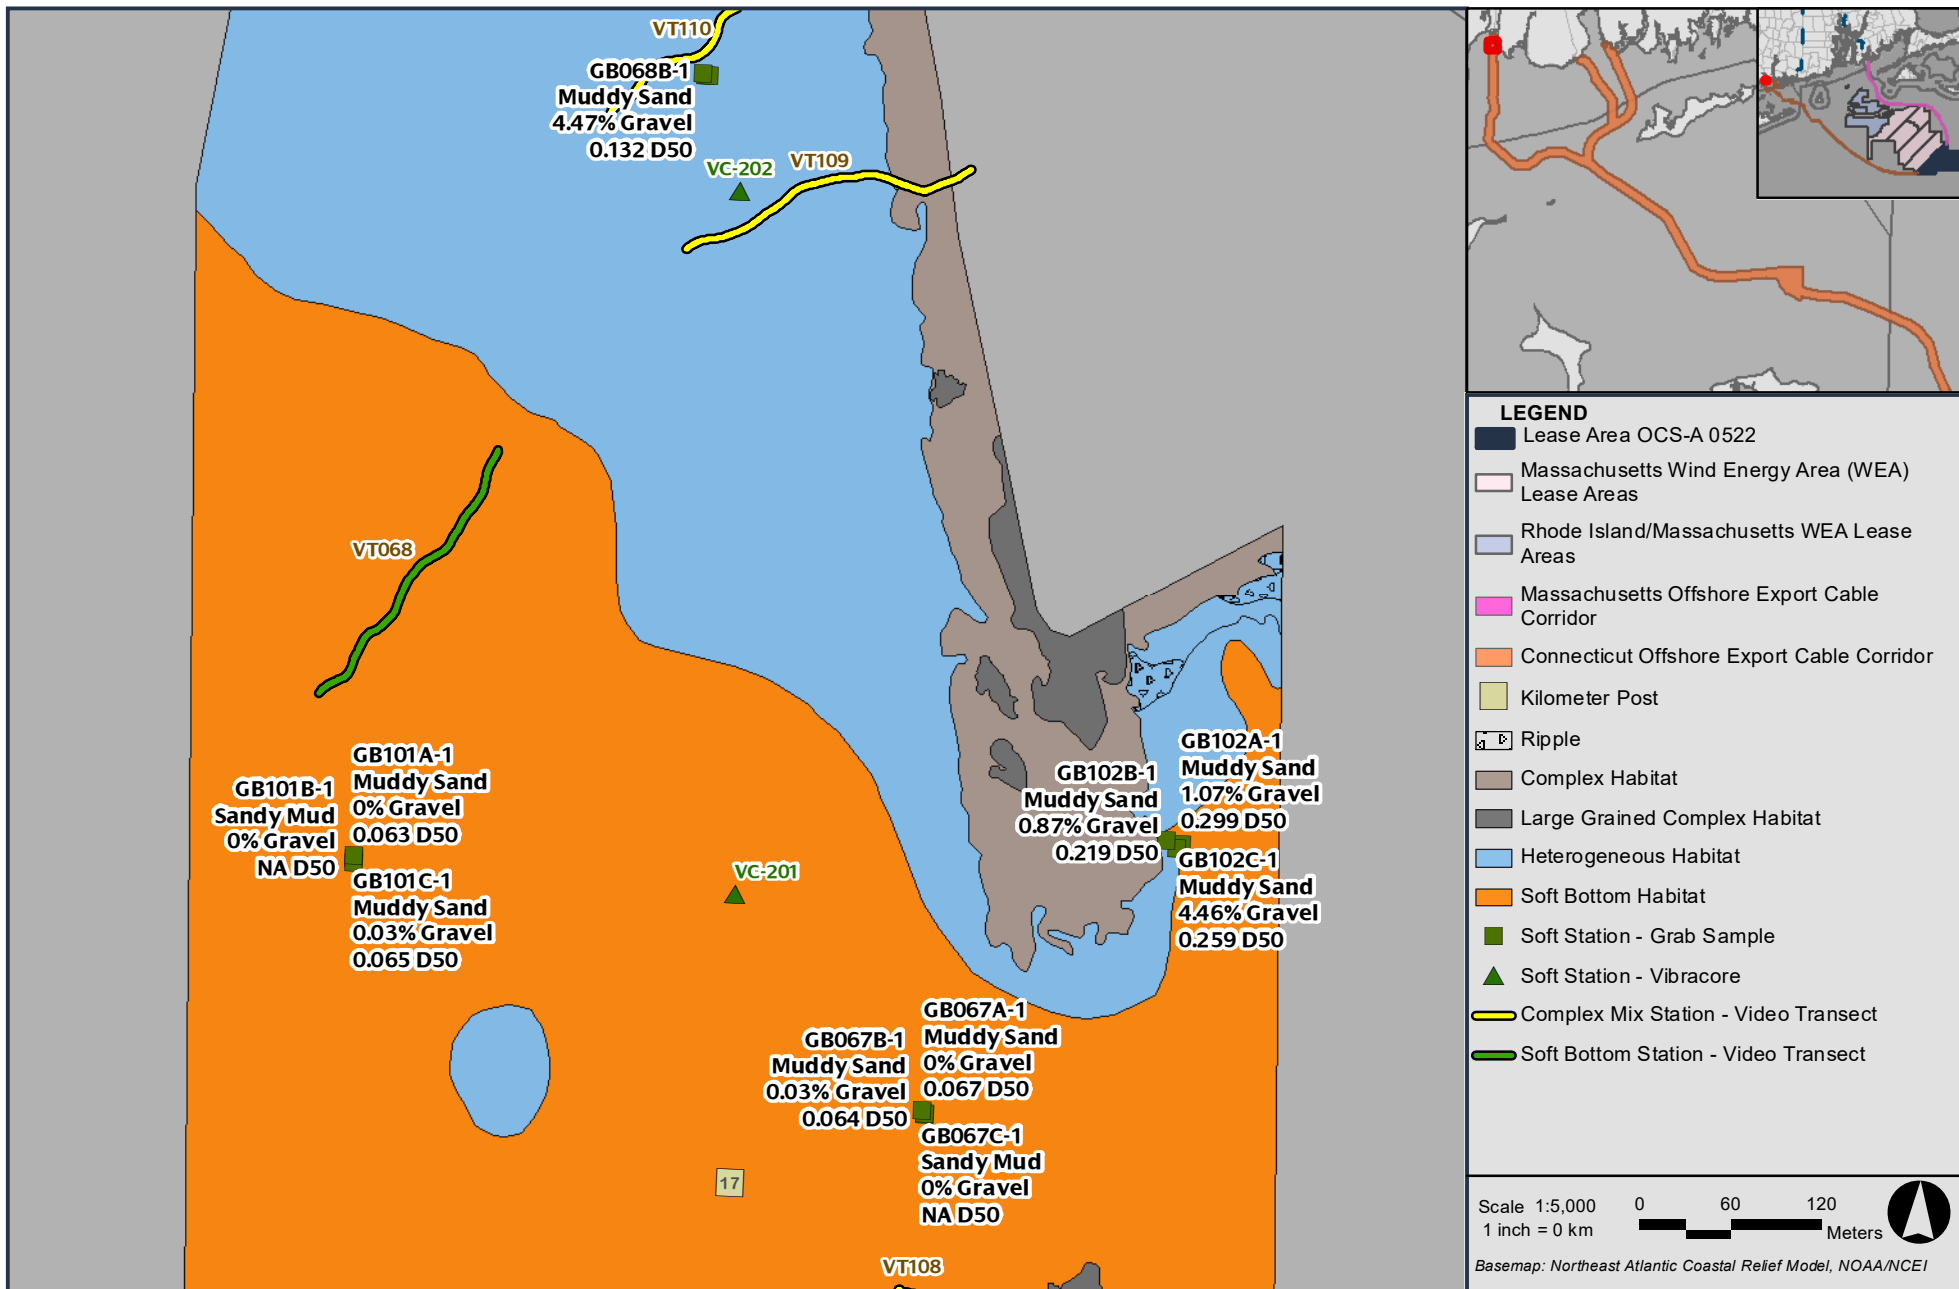 VT110
GB068B-1
Muddy Sand
4.47% Gravel
0.132 D50
VC-202
VT109
VT068
GB101A-1
Muddy Sand
0% Gravel
0.063 D50
GB101B-1
Sandy Mud
0% Gravel
NA D50
GB101C-1
Muddy Sand
0.03% Gravel
0.065 D50
VC-201
GB102A-1
Muddy Sand
1.07% Gravel
0.299 D50
GB102B-1
Muddy Sand
0.87% Gravel
0.219 D50
GB102C-1
Muddy Sand
4.46% Gravel
0.259 D50
GB067A-1
Muddy Sand
0% Gravel
0.067 D50
GB067B-1
Muddy Sand
0.03% Gravel
0.064 D50
GB067C-1
Sandy Mud
0% Gravel
NA D50
17
VT108
LEGEND
Lease Area OCS-A 0522
Massachusetts Wind Energy Area (WEA)
Lease Areas
Rhode Island/Massachusetts WEA Lease
Areas
Massachusetts Offshore Export Cable
Corridor
Connecticut Offshore Export Cable Corridor
Kilometer Post
Ripple
Complex Habitat
Large Grained Complex Habitat
Heterogeneous Habitat
Soft Bottom Habitat
Soft Station - Grab Sample
Soft Station - Vibracore
Complex Mix Station - Video Transect
Soft Bottom Station - Video Transect
Scale 1:5,000
1 inch = 0 km
0 60 120
Meters
Basemap: Northeast Atlantic Coastal Relief Model, NOAA/NCEI